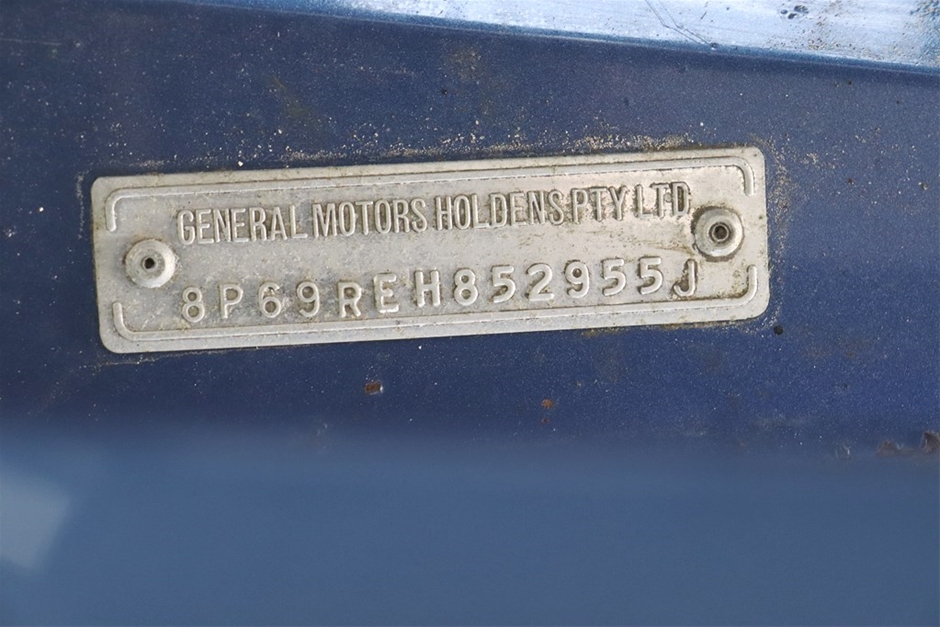 GENERAL MOTORS HOLDENS PTY LTD
8P69REH852955J